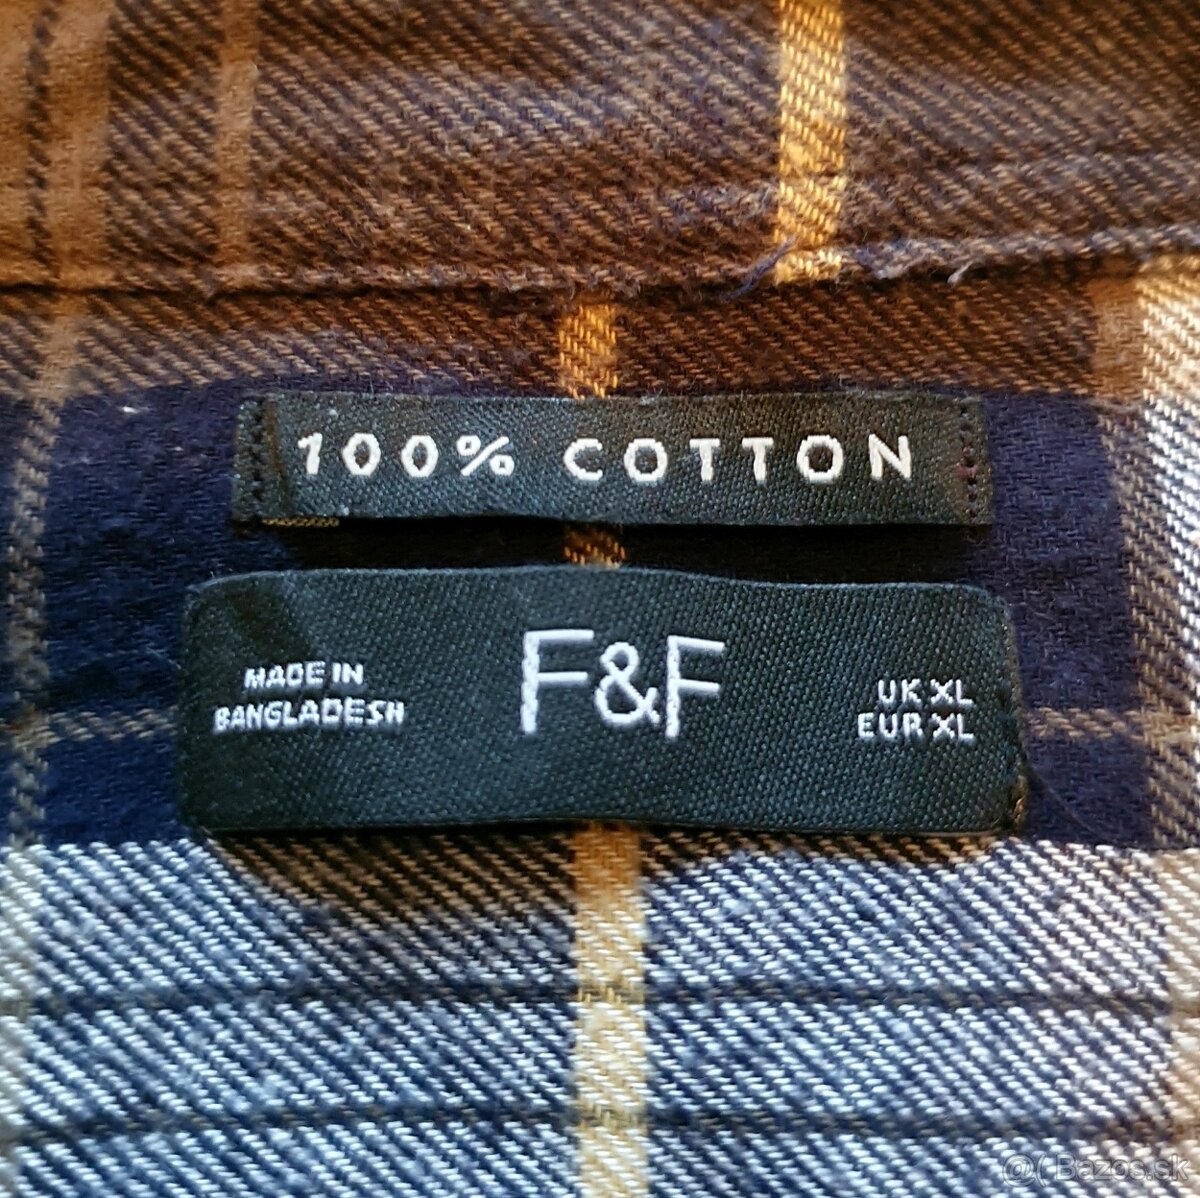 100% COTTON
MADE IN
BANGLADESH
F&F
UK XL
EUR XL
@( Bazos.sk